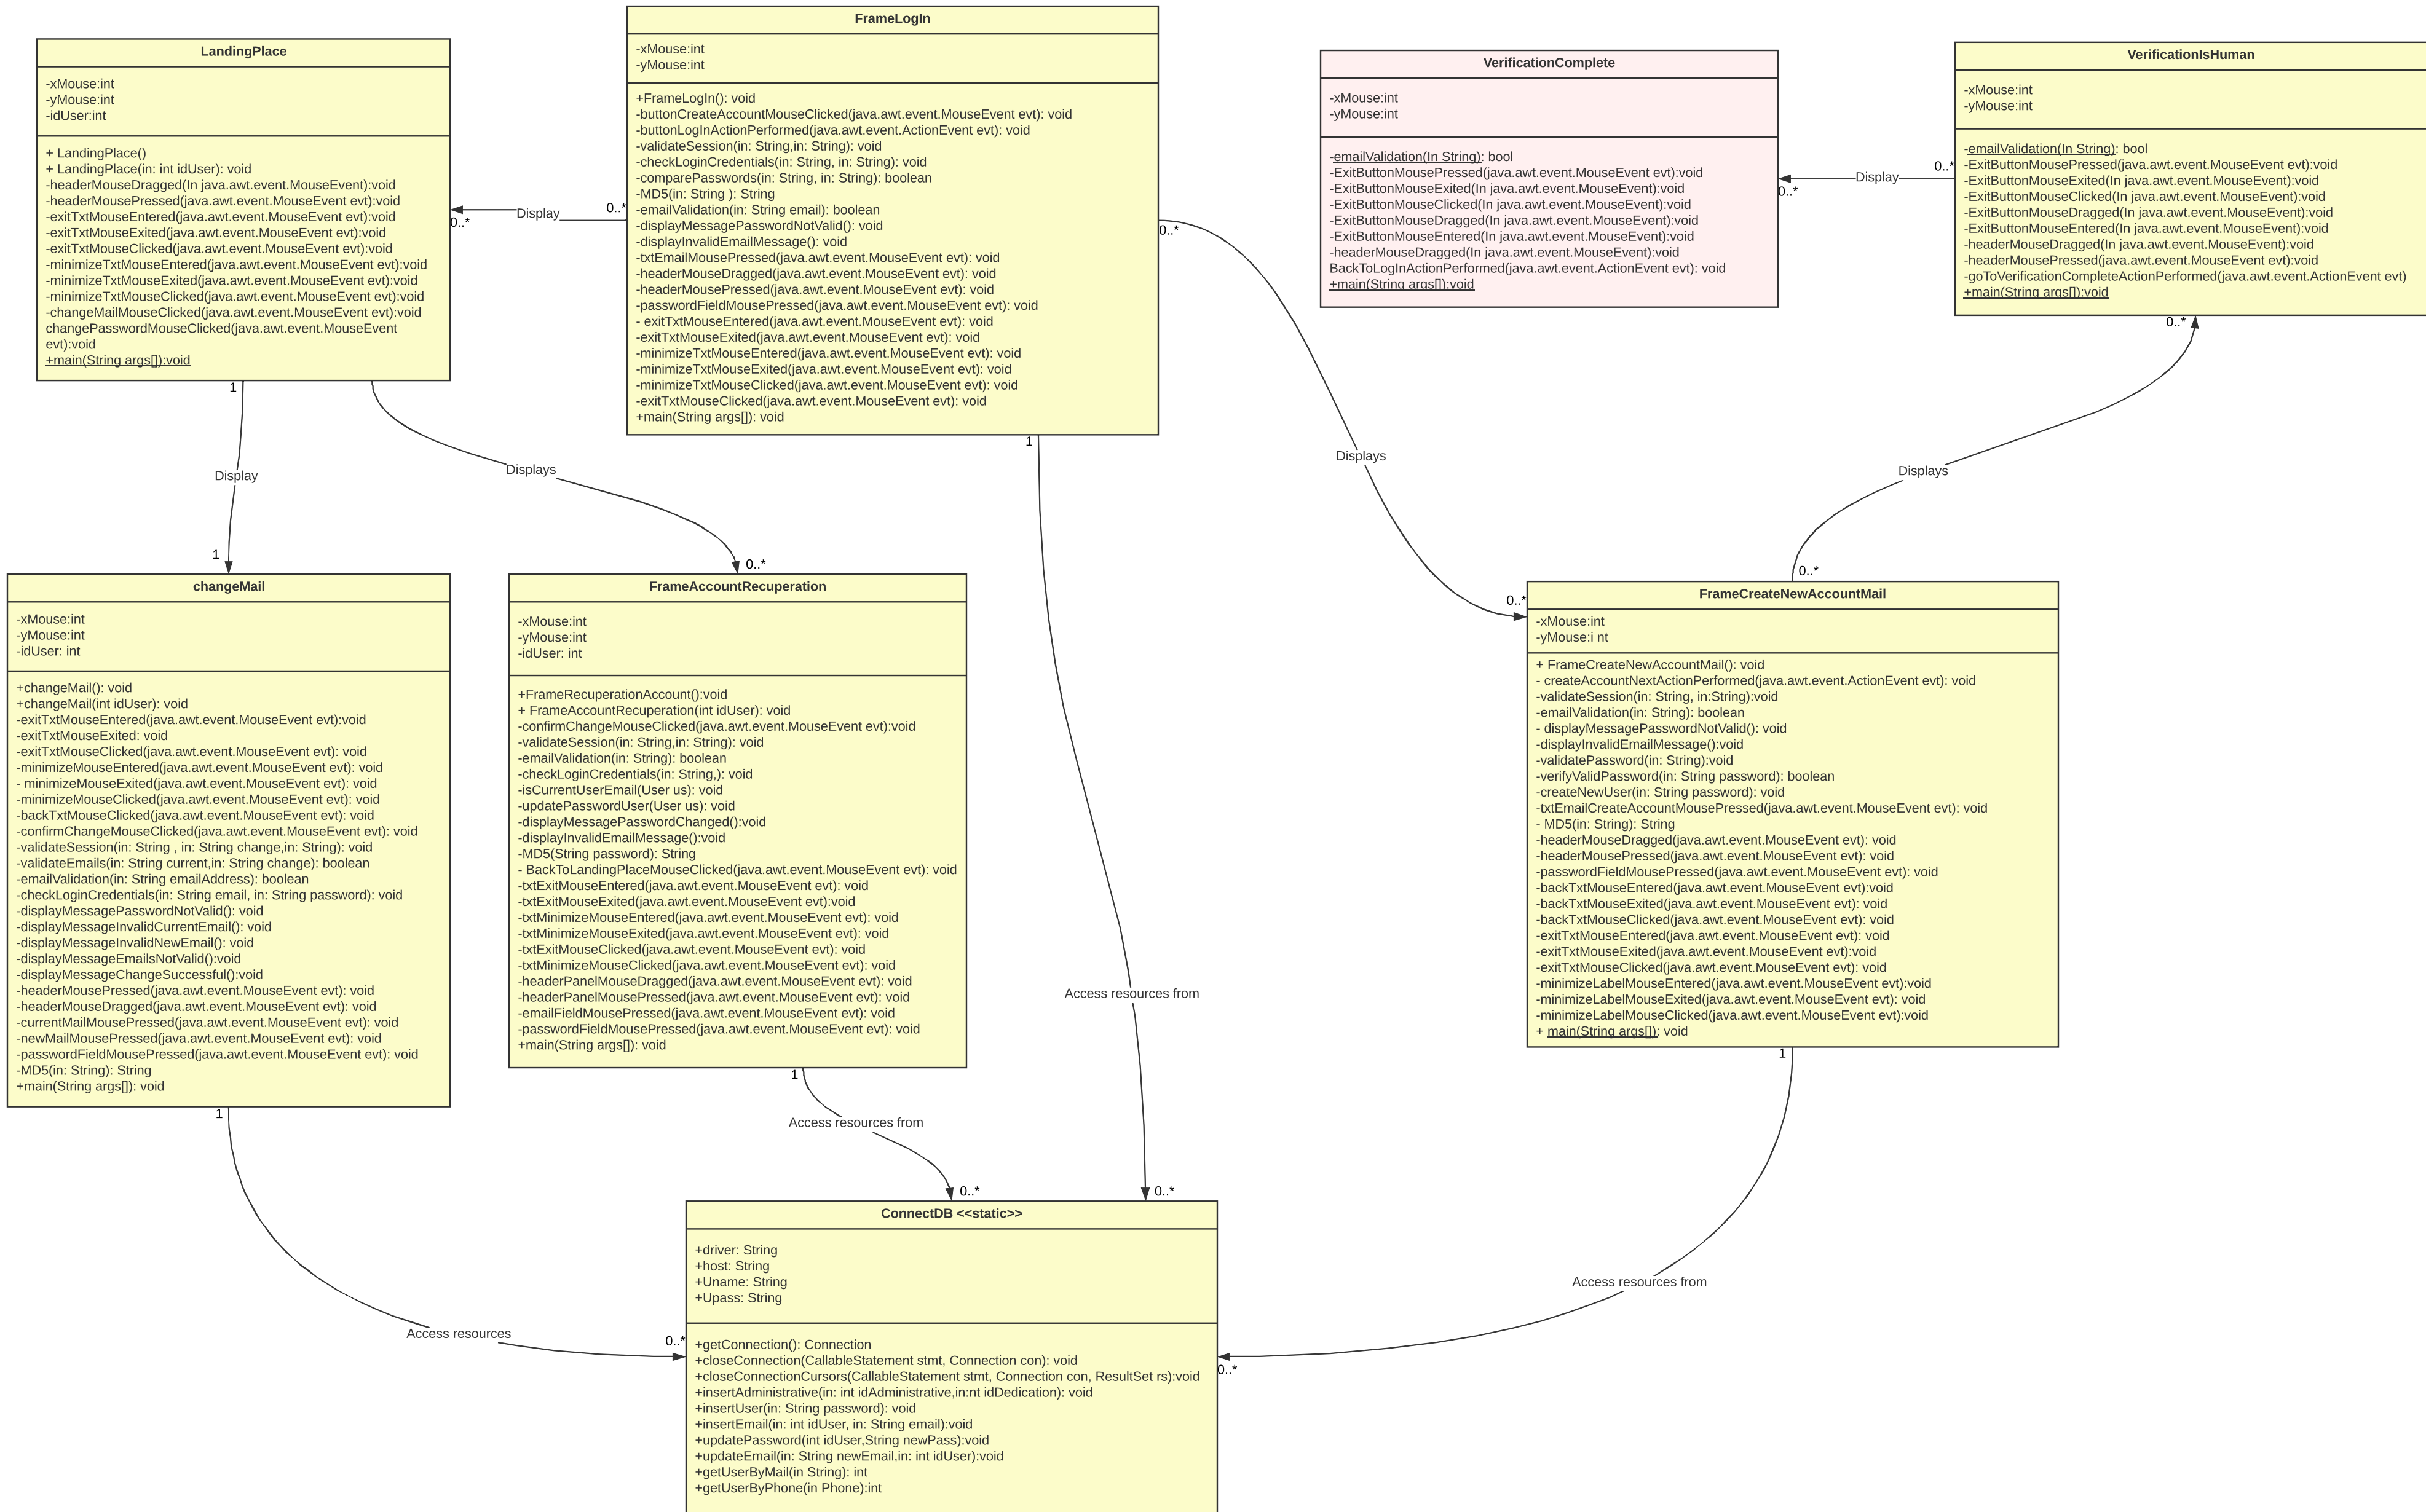 LandingPlace
-xMouse:int
-yMouse:int
-idUser:int
+ LandingPlace()
+ LandingPlace(in: int idUser): void
-headerMouseDragged(In java.awt.event.MouseEvent):void
-headerMousePressed(java.awt.event.MouseEvent evt):void
-exitTxtMouseEntered(java.awt.event.MouseEvent evt):void
-exitTxtMouseExited(java.awt.event.MouseEvent evt):void
-exitTxtMouseClicked(java.awt.event.MouseEvent evt):void
-minimizeTxtMouseEntered(java.awt.event.MouseEvent evt):void
-minimizeTxtMouseExited(java.awt.event.MouseEvent evt):void
-minimizeTxtMouseClicked(java.awt.event.MouseEvent evt):void
-changeMailMouseClicked(java.awt.event.MouseEvent evt):void
changePasswordMouseClicked(java.awt.event.MouseEvent
evt):void
+main(String args[]):void
0..*
Display
0..*
FrameLogIn
-xMouse:int
-yMouse:int
+FrameLogIn(): void
-buttonCreateAccountMouseClicked(java.awt.event.MouseEvent evt): void
-buttonLogInActionPerformed(java.awt.event.ActionEvent evt): void
-validateSession(in: String,in: String): void
-checkLoginCredentials(in: String, in: String): void
-comparePasswords(in: String, in: String): boolean
-MD5(in: String ): String
-emailValidation(in: String email): boolean
-displayMessagePasswordNotValid(): void
-displayInvalidEmailMessage(): void
-txtEmailMousePressed(java.awt.event.MouseEvent evt): void
-headerMouseDragged(java.awt.event.MouseEvent evt): void
-headerMousePressed(java.awt.event.MouseEvent evt): void
-passwordFieldMousePressed(java.awt.event.MouseEvent evt): void
- exitTxtMouseEntered(java.awt.event.MouseEvent evt): void
-exitTxtMouseExited(java.awt.event.MouseEvent evt): void
-minimizeTxtMouseEntered(java.awt.event.MouseEvent evt): void
-minimizeTxtMouseExited(java.awt.event.MouseEvent evt): void
-minimizeTxtMouseClicked(java.awt.event.MouseEvent evt): void
-exitTxtMouseClicked(java.awt.event.MouseEvent evt): void
+main(String args[]): void
0..*
VerificationComplete
-xMouse:int
-yMouse:int
-emailValidation(In String): bool
-ExitButtonMousePressed(java.awt.event.MouseEvent evt):void
-ExitButtonMouseExited(In java.awt.event.MouseEvent):void
-ExitButtonMouseClicked(In java.awt.event.MouseEvent):void
-ExitButtonMouseDragged(In java.awt.event.MouseEvent):void
-ExitButtonMouseEntered(In java.awt.event.MouseEvent):void
-headerMouseDragged(In java.awt.event.MouseEvent):void
BackToLogInActionPerformed(java.awt.event.ActionEvent evt): void
+main(String args[]):void
0..*
Display
0..*
VerificationIsHuman
-xMouse:int
-yMouse:int
-emailValidation(In String): bool
-ExitButtonMousePressed(java.awt.event.MouseEvent evt):void
-ExitButtonMouseExited(In java.awt.event.MouseEvent):void
-ExitButtonMouseClicked(In java.awt.event.MouseEvent):void
-ExitButtonMouseDragged(In java.awt.event.MouseEvent):void
-ExitButtonMouseEntered(In java.awt.event.MouseEvent):void
-headerMouseDragged(In java.awt.event.MouseEvent):void
-headerMousePressed(java.awt.event.MouseEvent evt):void
-goToVerificationCompleteActionPerformed(java.awt.event.ActionEvent evt)
+main(String args[]):void
0..*
1
Display
1
Displays
0..*
1
Displays
0..*
Displays
0..*
changeMail
-xMouse:int
-yMouse:int
-idUser: int
+changeMail(): void
+changeMail(int idUser): void
-exitTxtMouseEntered(java.awt.event.MouseEvent evt):void
-exitTxtMouseExited: void
-exitTxtMouseClicked(java.awt.event.MouseEvent evt): void
-minimizeMouseEntered(java.awt.event.MouseEvent evt): void
- minimizeMouseExited(java.awt.event.MouseEvent evt): void
-minimizeMouseClicked(java.awt.event.MouseEvent evt): void
-backTxtMouseClicked(java.awt.event.MouseEvent evt): void
-confirmChangeMouseClicked(java.awt.event.MouseEvent evt): void
-validateSession(in: String , in: String change,in: String): void
-validateEmails(in: String current,in: String change): boolean
-emailValidation(in: String emailAddress): boolean
-checkLoginCredentials(in: String email, in: String password): void
-displayMessagePasswordNotValid(): void
-displayMessageInvalidCurrentEmail(): void
-displayMessageInvalidNewEmail(): void
-displayMessageEmailsNotValid():void
-displayMessageChangeSuccessful():void
-headerMousePressed(java.awt.event.MouseEvent evt): void
-headerMouseDragged(java.awt.event.MouseEvent evt): void
-currentMailMousePressed(java.awt.event.MouseEvent evt): void
-newMailMousePressed(java.awt.event.MouseEvent evt): void
-passwordFieldMousePressed(java.awt.event.MouseEvent evt): void
-MD5(in: String): String
+main(String args[]): void
1
FrameAccountRecuperation
-xMouse:int
-yMouse:int
-idUser: int
+FrameRecuperationAccount():void
+ FrameAccountRecuperation(int idUser): void
-confirmChangeMouseClicked(java.awt.event.MouseEvent evt):void
-validateSession(in: String,in: String): void
-emailValidation(in: String): boolean
-checkLoginCredentials(in: String,): void
-isCurrentUserEmail(User us): void
-updatePasswordUser(User us): void
-displayMessagePasswordChanged():void
-displayInvalidEmailMessage():void
-MD5(String password): String
- BackToLandingPlaceMouseClicked(java.awt.event.MouseEvent evt): void
-txtExitMouseEntered(java.awt.event.MouseEvent evt): void
-txtExitMouseExited(java.awt.event.MouseEvent evt):void
-txtMinimizeMouseEntered(java.awt.event.MouseEvent evt): void
-txtMinimizeMouseExited(java.awt.event.MouseEvent evt): void
-txtExitMouseClicked(java.awt.event.MouseEvent evt): void
-txtMinimizeMouseClicked(java.awt.event.MouseEvent evt): void
-headerPanelMouseDragged(java.awt.event.MouseEvent evt): void
-headerPanelMousePressed(java.awt.event.MouseEvent evt): void
-emailFieldMousePressed(java.awt.event.MouseEvent evt): void
-passwordFieldMousePressed(java.awt.event.MouseEvent evt): void
+main(String args[]): void
1
Access resources from
0..*
Access resources from
0..*
FrameCreateNewAccountMail
-xMouse:int
-yMouse:i nt
+ FrameCreateNewAccountMail(): void
- createAccountNextActionPerformed(java.awt.event.ActionEvent evt): void
-validateSession(in: String, in:String):void
-emailValidation(in: String): boolean
- displayMessagePasswordNotValid(): void
-displayInvalidEmailMessage():void
-validatePassword(in: String):void
-verifyValidPassword(in: String password): boolean
-createNewUser(in: String password): void
-txtEmailCreateAccountMousePressed(java.awt.event.MouseEvent evt): void
- MD5(in: String): String
-headerMouseDragged(java.awt.event.MouseEvent evt): void
-headerMousePressed(java.awt.event.MouseEvent evt): void
-passwordFieldMousePressed(java.awt.event.MouseEvent evt): void
-backTxtMouseEntered(java.awt.event.MouseEvent evt):void
-backTxtMouseExited(java.awt.event.MouseEvent evt): void
-backTxtMouseClicked(java.awt.event.MouseEvent evt): void
-exitTxtMouseEntered(java.awt.event.MouseEvent evt): void
-exitTxtMouseExited(java.awt.event.MouseEvent evt):void
-exitTxtMouseClicked(java.awt.event.MouseEvent evt): void
-minimizeLabelMouseEntered(java.awt.event.MouseEvent evt):void
-minimizeLabelMouseExited(java.awt.event.MouseEvent evt): void
-minimizeLabelMouseClicked(java.awt.event.MouseEvent evt):void
+ main(String args[]): void
1
Access resources from
0..*
Access resources
0..*
ConnectDB <<static>>
+driver: String
+host: String
+Uname: String
+Upass: String
+getConnection(): Connection
+closeConnection(CallableStatement stmt, Connection con): void
+closeConnectionCursors(CallableStatement stmt, Connection con, ResultSet rs):void
+insertAdministrative(in: int idAdministrative,in:nt idDedication): void
+insertUser(in: String password): void
+insertEmail(in: int idUser, in: String email):void
+updatePassword(int idUser,String newPass):void
+updateEmail(in: String newEmail,in: int idUser):void
+getUserByMail(in String): int
+getUserByPhone(in Phone):int